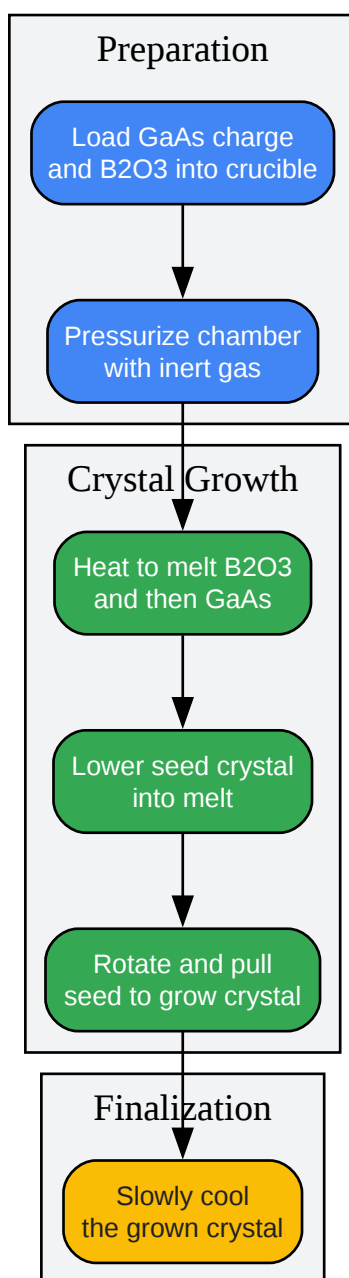 Preparation
Load GaAs charge
and B2O3 into crucible
Pressurize chamber
with inert gas
Crystal Growth
Heat to melt B2O3
and then GaAs
Lower seed crystal
into melt
Rotate and pull
seed to grow crystal
Finalization
Slowly cool
the grown crystal